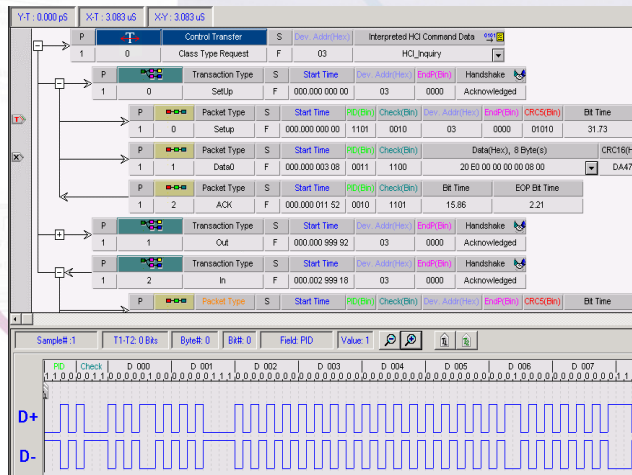 Y-T : 0.000 pS X-T : 3.083 uS X-Y : 3.083 uS
P Control Transfer S Dev. Addr(Hex) Interpreted HCI Command Data
1 0 Class Type Request F 03 HCI_Inquiry
P Transaction Type S Start Time Dev. Addr(Hex) EndP(Bin) Handshake
1 0 SetUp F 000.000 000 00 03 0000 Acknowledged
P Packet Type S Start Time PID(Bin) Check(Bin) Dev. Addr(Hex) EndP(Bin) CRC5(Bin) Bit Time
1 0 Setup F 000.000 000 00 1101 0010 03 0000 01010 31.73
P Packet Type S Start Time PID(Bin) Check(Bin) Data(Hex), 8 Byte(s) CRC16(H
1 1 Data0 F 000.000 003 08 0011 1100 20 E0 00 00 00 00 08 00 DA47
P Packet Type S Start Time PID(Bin) Check(Bin) Bit Time EOP Bit Time
1 2 ACK F 000.000 011 52 0010 1101 15.86 2.21
P Transaction Type S Start Time Dev. Addr(Hex) EndP(Bin) Handshake
1 1 Out F 000.000 999 92 03 0000 Acknowledged
P Transaction Type S Start Time Dev. Addr(Hex) EndP(Bin) Handshake
1 2 In F 000.002 999 18 03 0000 Acknowledged
P Packet Type S Start Time PID(Bin) Check(Bin) Dev. Addr(Hex) EndP(Bin) CRC5(Bin) Bit Time
Sample# :1 T1-T2: 0 Bits Byte#: 0 Bit#: 0 Field: PID Value: 1
PID Check D 000 D 001 D 002 D 003 D 004 D 005 D 006 D 007
D+
D-